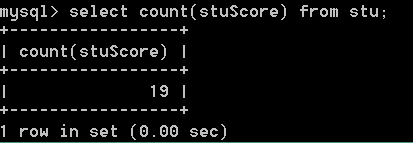 mysql> select count(stuScore) from stu;
+-----------------+
| count(stuScore) |
+-----------------+
|              19 |
+-----------------+
1 row in set (0.00 sec)